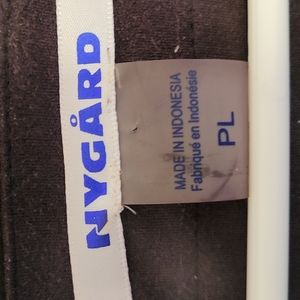 NYGÅRD
MADE IN INDONESIA
Fabriqué en Indonésie
PL